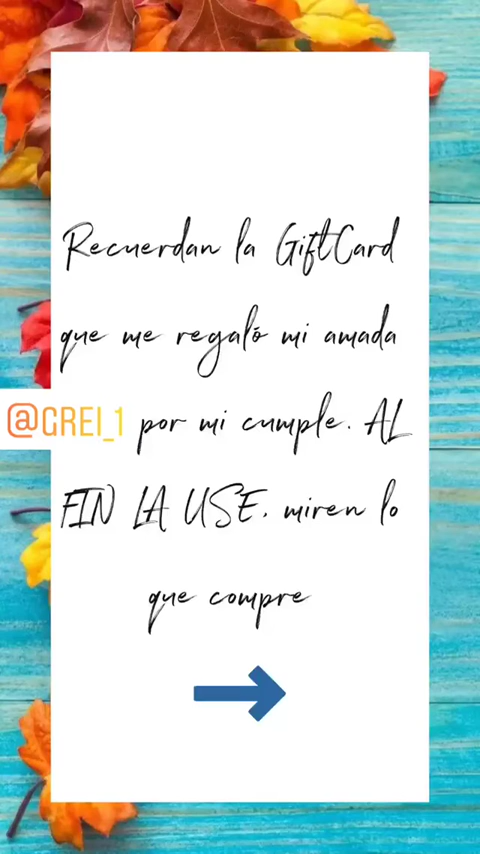 Recuerdan la GiftCard
que me regaló mi amada
@GREI_1 por mi cumple. AL
FIN LA USE, miren lo
que compre